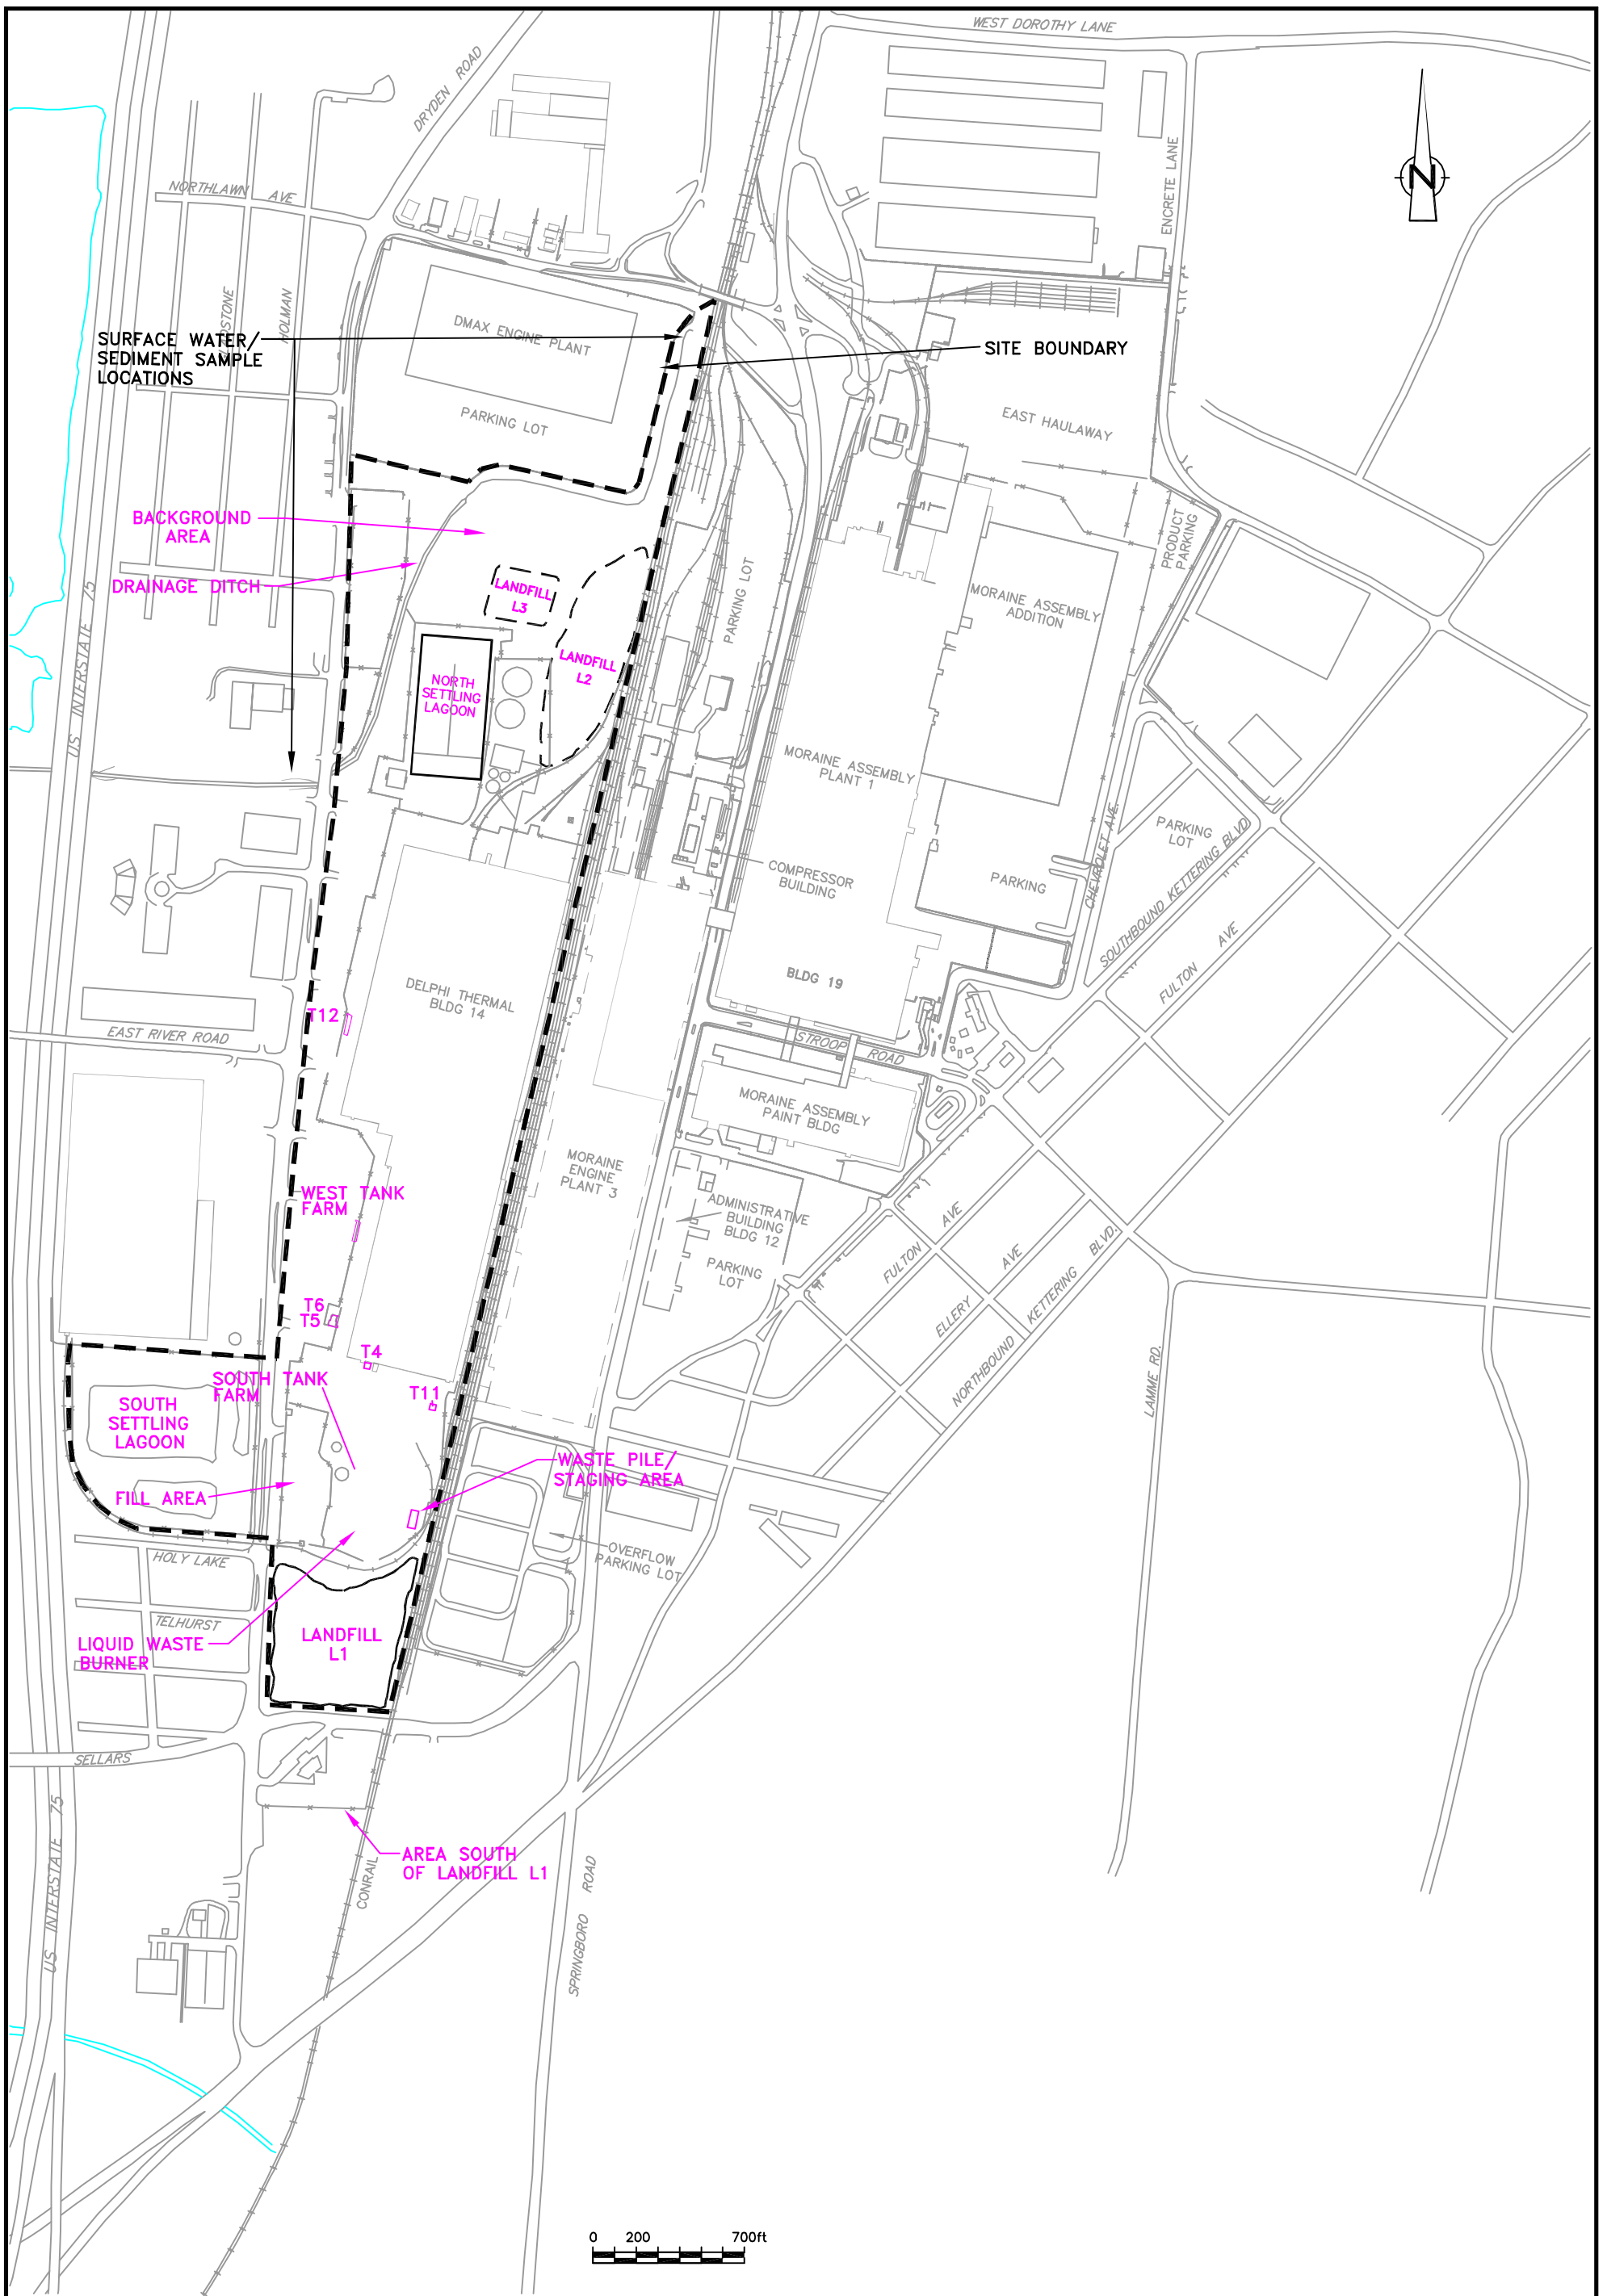 WEST DOROTHY LANE
DRYDEN ROAD
ENCRETE LANE
N
NORTHLAWN AVE
HOLMAN
DMAX ENGINE PLANT
SURFACE WATER/
SEDIMENT SAMPLE
LOCATIONS
SITE BOUNDARY
PARKING LOT
EAST HAULAWAY
BACKGROUND
AREA
PRODUCT
PARKING
DRAINAGE DITCH
LANDFILL
L3
PARKING LOT
MORAINE ASSEMBLY
ADDITION
US INTERSTATE 75
LANDFILL
L2
NORTH
SETTLING
LAGOON
MORAINE ASSEMBLY
PLANT 1
CHEVROLET AVE.
PARKING
LOT
COMPRESSOR
BUILDING
PARKING
SOUTHBOUND KETTERING BLVD
FULTON AVE
BLDG 19
DELPHI THERMAL
BLDG 14
T12
EAST RIVER ROAD
STROOP ROAD
MORAINE ASSEMBLY
PAINT BLDG
MORAINE
ENGINE
PLANT 3
WEST TANK
FARM
ADMINISTRATIVE
BUILDING
BLDG 12
PARKING
LOT
FULTON AVE
ELLERY AVE
NORTHBOUND KETTERING BLVD.
LAMME RD.
T6
T5
T4
SOUTH TANK
FARM
T11
SOUTH
SETTLING
LAGOON
WASTE PILE/
STAGING AREA
FILL AREA
OVERFLOW
PARKING LOT
HOLY LAKE
TELHURST
LANDFILL
L1
LIQUID WASTE
BURNER
SELLARS
US INTERSTATE 75
AREA SOUTH
OF LANDFILL L1
CONRAIL
SPRINGBORO ROAD
0 200 700ft